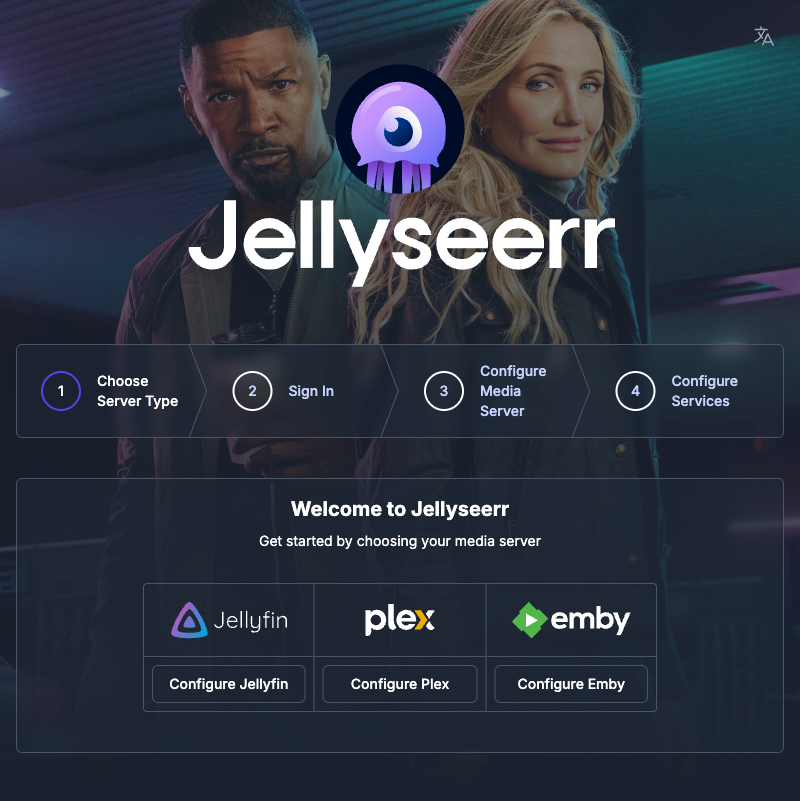 Jellyseerr
1
Choose
Server Type
2
Sign In
3
Configure
Media
Server
4
Configure
Services
Welcome to Jellyseerr
Get started by choosing your media server
Jellyfin
plex
emby
Configure Jellyfin
Configure Plex
Configure Emby